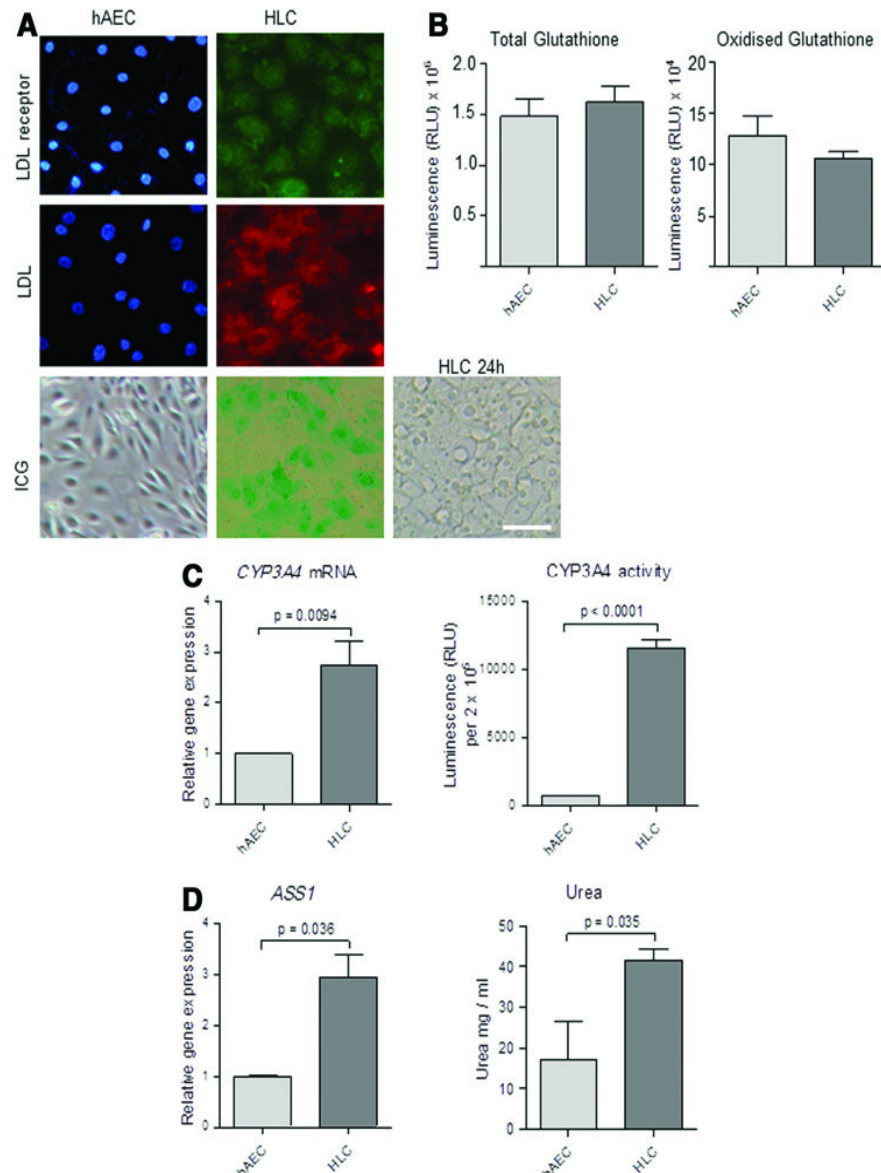 A
hAEC
HLC
LDL receptor
LDL
ICG
HLC 24h
B
Total Glutathione
Luminescence (RLU) x 10⁶
2.0
1.5
1.0
0.5
hAEC
HLC
Oxidised Glutathione
Luminescence (RLU) x 10⁴
20
15
10
5
hAEC
HLC
C
CYP3A4 mRNA
Relative gene expression
4
3
2
1
0
p = 0.0094
hAEC
HLC
CYP3A4 activity
Luminescence (RLU)
per 2 x 10⁶
15000
10000
5000
0
p < 0.0001
hAEC
HLC
D
ASS1
Relative gene expression
4
3
2
1
0
p = 0.036
hAEC
HLC
Urea
Urea mg / ml
50
40
30
20
10
0
p = 0.035
hAEC
HLC